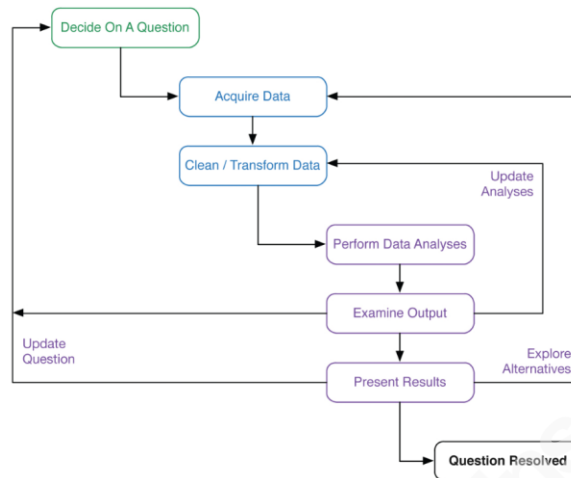 Decide On A Question
Acquire Data
Clean / Transform Data
Update
Analyses
Perform Data Analyses
Examine Output
Update
Question
Explore
Alternatives
Present Results
Question Resolved